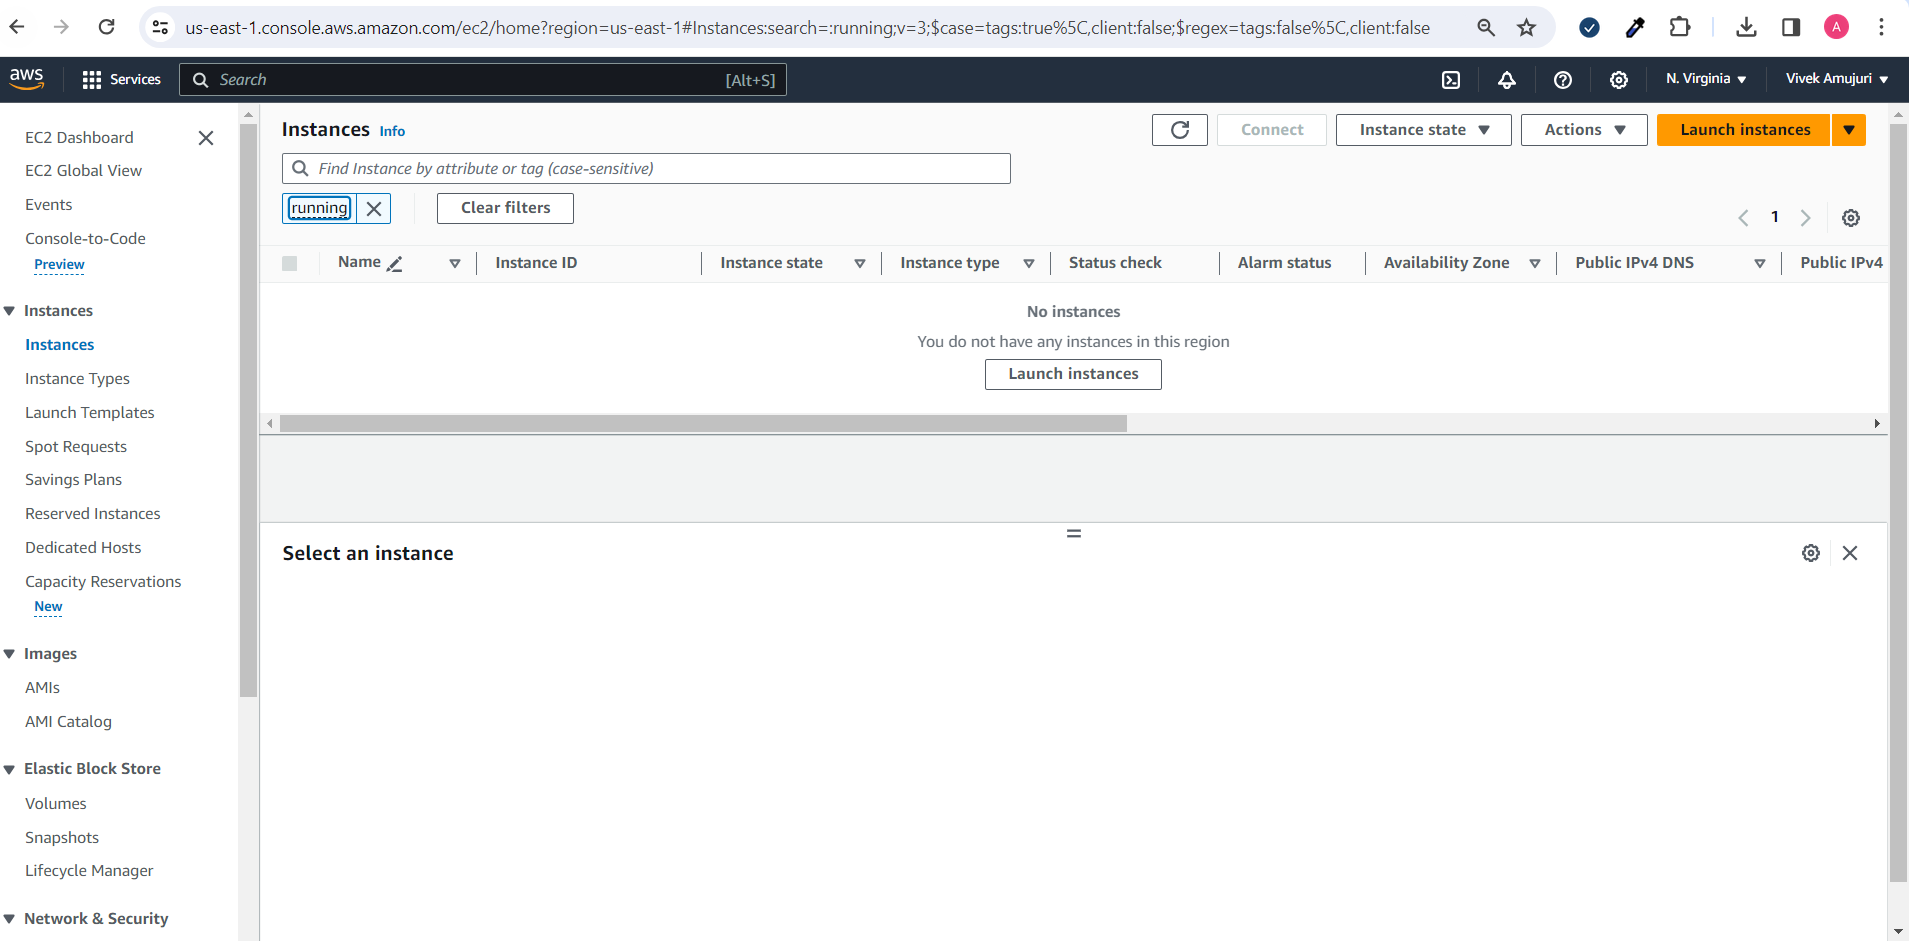 us-east-1.console.aws.amazon.com/ec2/home?region=us-east-1#Instances:search=:running;v=3;$case=tags:true%5C,client:false;$regex=tags:false%5C,client:false
A
aws
Services
Search
[Alt+S]
N. Virginia
Vivek Amujuri
EC2 Dashboard
EC2 Global View
Events
Console-to-Code
Preview
Instances
Instances
Instance Types
Launch Templates
Spot Requests
Savings Plans
Reserved Instances
Dedicated Hosts
Capacity Reservations
New
Images
AMIs
AMI Catalog
Elastic Block Store
Volumes
Snapshots
Lifecycle Manager
Network & Security
Instances Info
Connect
Instance state
Actions
Launch instances
Find Instance by attribute or tag (case-sensitive)
running
Clear filters
1
Name
Instance ID
Instance state
Instance type
Status check
Alarm status
Availability Zone
Public IPv4 DNS
Public IPv4
No instances
You do not have any instances in this region
Launch instances
Select an instance